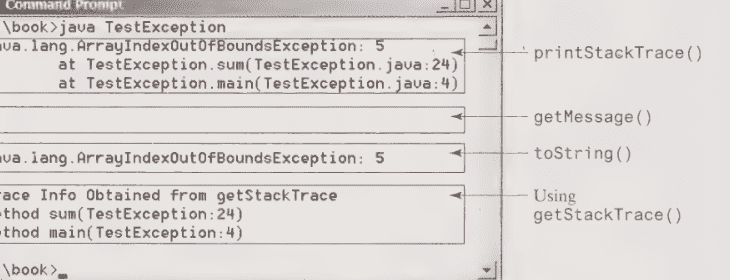 Command Prompt
\book>java TestException
va.lang.ArrayIndexOutOfBoundsException: 5
at TestException.sum(TestException.java:24)
at TestException.main(TestException.java:4)
printStackTrace()
getMessage()
va.lang.ArrayIndexOutOfBoundsException: 5
toString()
race Info Obtained from getStackTrace
thod sum(TestException:24)
thod main(TestException:4)
Using
getStackTrace()
\book>_